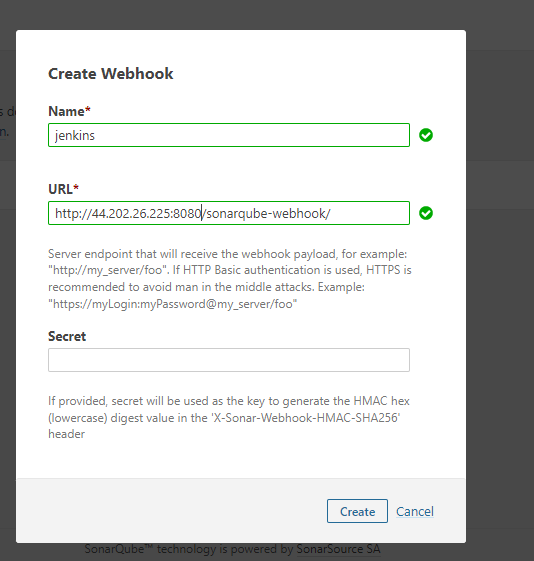 s d
n.
Create Webhook
Name*
jenkins
URL*
http://44.202.26.225:8080/sonarqube-webhook/
Server endpoint that will receive the webhook payload, for example:
"http://my_server/foo". If HTTP Basic authentication is used, HTTPS is
recommended to avoid man in the middle attacks. Example:
"https://myLogin:myPassword@my_server/foo"
Secret
If provided, secret will be used as the key to generate the HMAC hex
(lowercase) digest value in the 'X-Sonar-Webhook-HMAC-SHA256'
header
Create
Cancel
SonarQube™ technology is powered by SonarSource SA